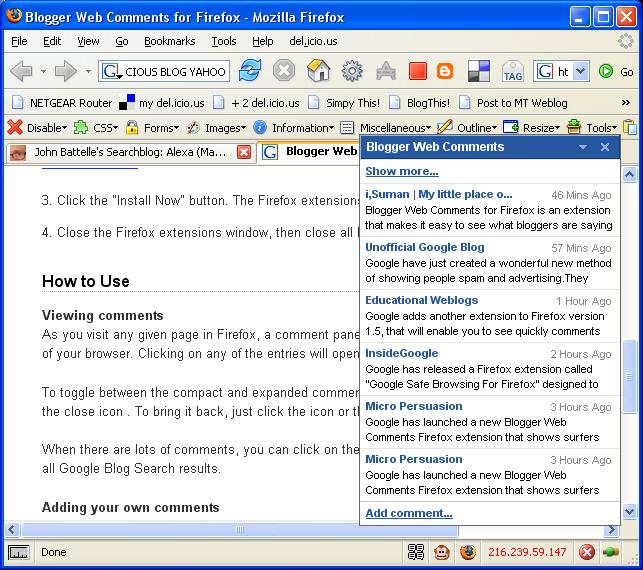 Blogger Web Comments for Firefox - Mozilla Firefox
File Edit View Go Bookmarks Tools Help del.icio.us
CIOUS BLOG YAHOO TAG G ht Go
NETGEAR Router my del.icio.us + 2 del.icio.us Simpy This! BlogThis! Post to MT Weblog »
Disable CSS Forms Images Information Miscellaneous Outline Resize Tools
John Battelle's Searchblog: Alexa (Ma... Blogger Web
Blogger Web Comments
Show more...
i,Suman | My little place o... 46 Mins Ago
Blogger Web Comments for Firefox is an extension
that makes it easy to see what bloggers are saying
Unofficial Google Blog 57 Mins Ago
Google have just created a wonderful new method
of showing people spam and advertising.They
Educational Weblogs 1 Hour Ago
Google adds another extension to Firefox version
1.5, that will enable you to see quickly comments
InsideGoogle 2 Hours Ago
Google has released a Firefox extension called
"Google Safe Browsing For Firefox" designed to
Micro Persuasion 3 Hours Ago
Google has launched a new Blogger Web
Comments Firefox extension that shows surfers
Micro Persuasion 3 Hours Ago
Google has launched a new Blogger Web
Comments Firefox extension that shows surfers
Add comment...
3. Click the "Install Now" button. The Firefox extensions
4. Close the Firefox extensions window, then close all
How to Use
Viewing comments
As you visit any given page in Firefox, a comment pane
of your browser. Clicking on any of the entries will open
To toggle between the compact and expanded commen
the close icon . To bring it back, just click the icon or th
When there are lots of comments, you can click on the
all Google Blog Search results.
Adding your own comments
Done 216.239.59.147